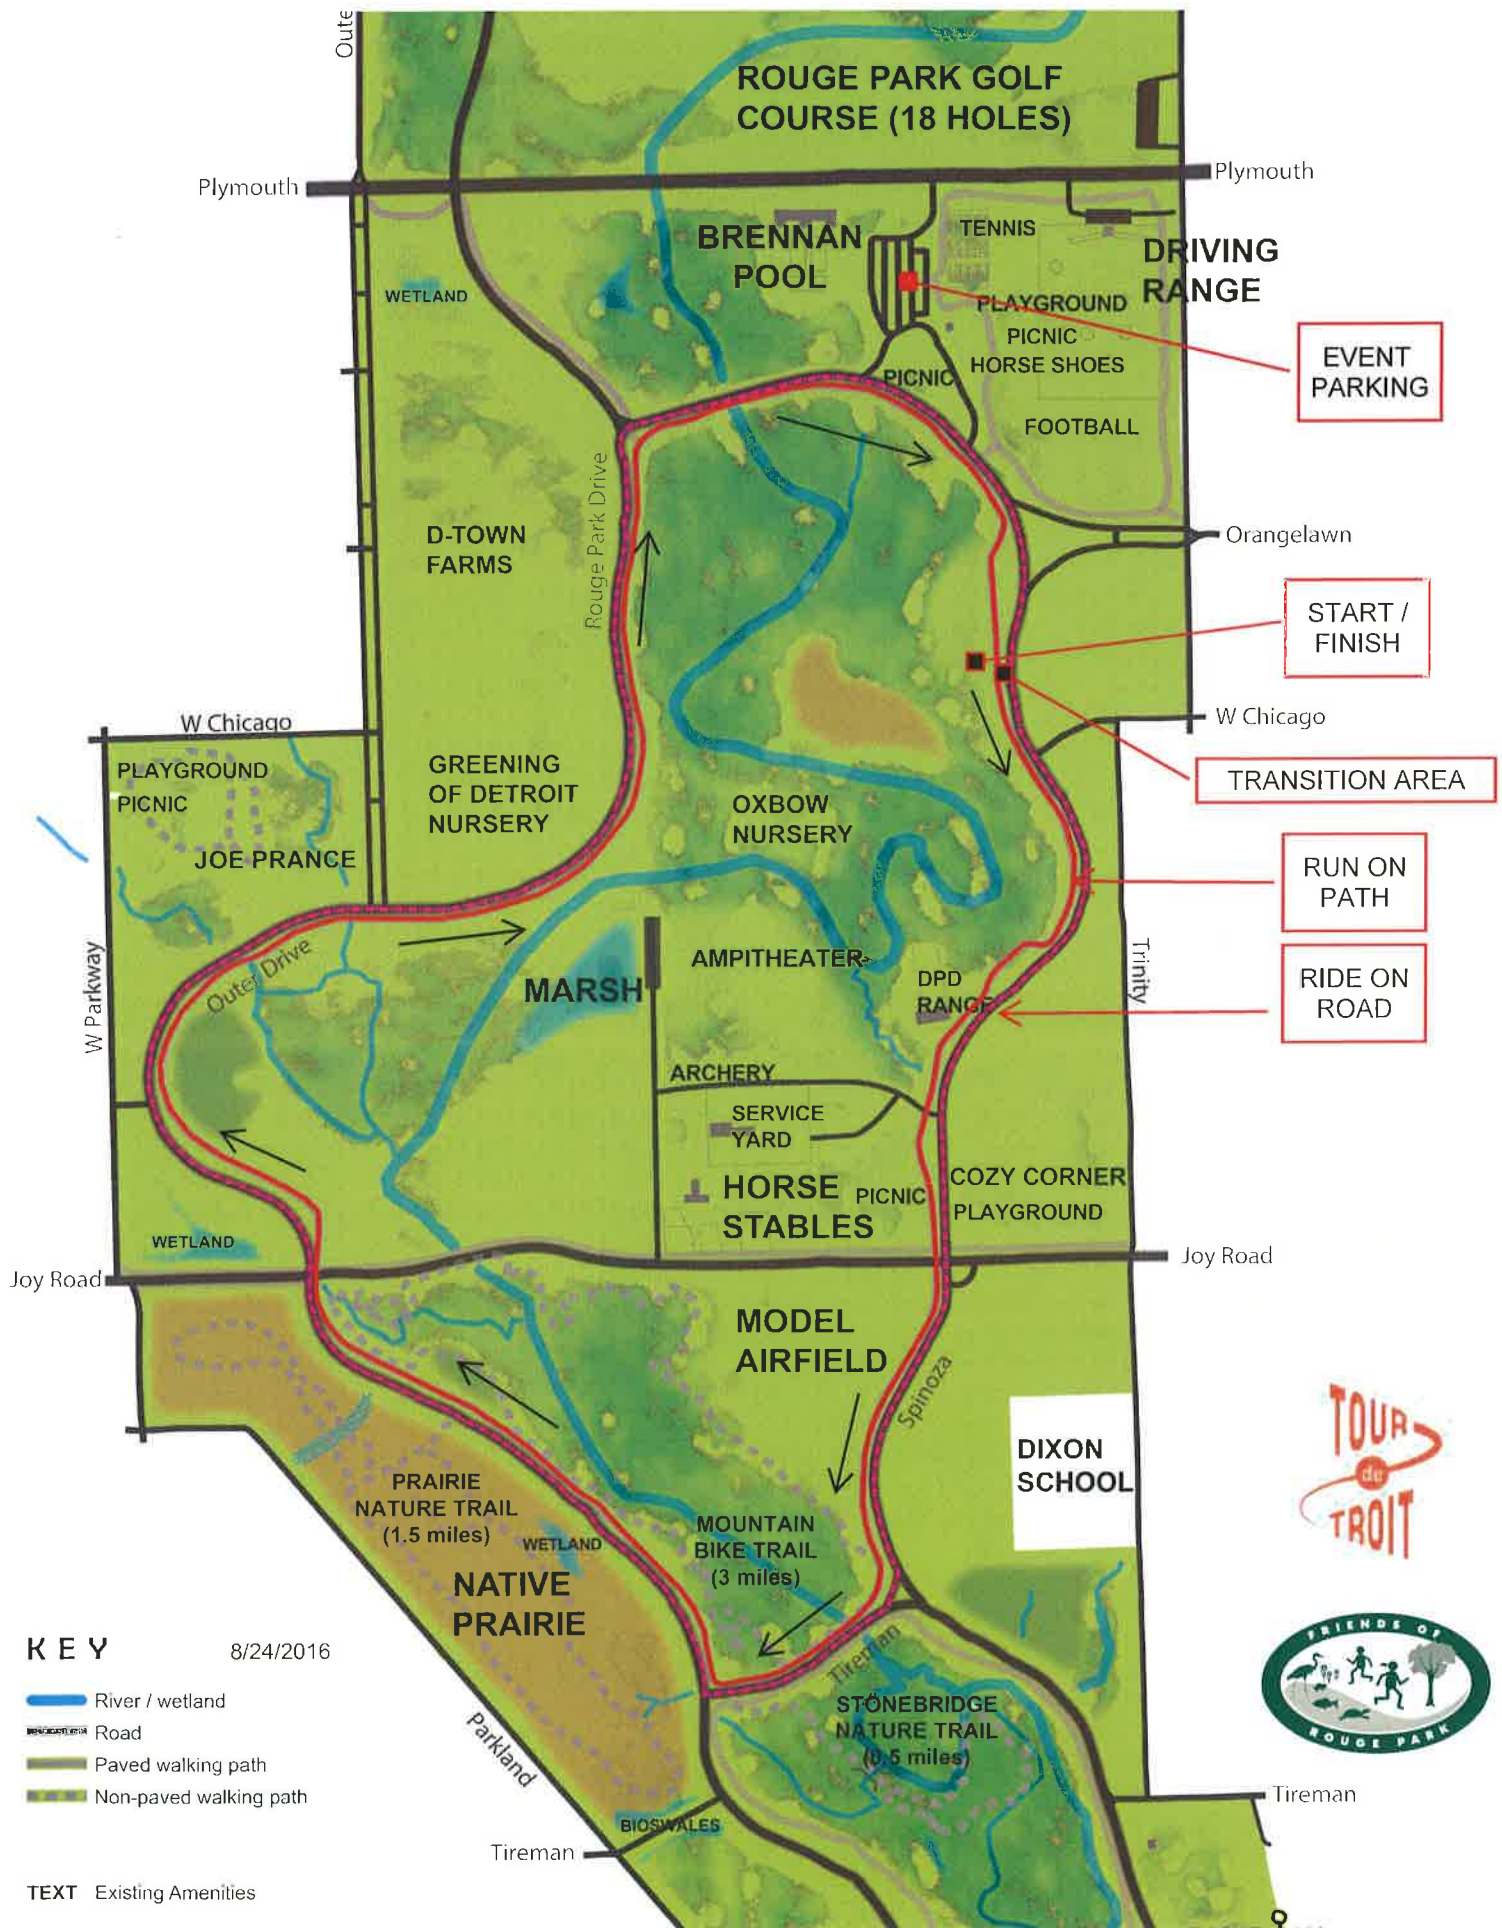 Oute
ROUGE PARK GOLF
COURSE (18 HOLES)
Plymouth
Plymouth
BRENNAN
POOL
TENNIS
DRIVING
RANGE
WETLAND
PLAYGROUND
PICNIC
HORSE SHOES
EVENT
PARKING
PICNIC
FOOTBALL
Rouge Park Drive
D-TOWN
FARMS
Orangelawn
START /
FINISH
W Chicago
W Chicago
PLAYGROUND
PICNIC
JOE PRANCE
GREENING
OF DETROIT
NURSERY
OXBOW
NURSERY
TRANSITION AREA
RUN ON
PATH
W Parkway
Outer Drive
MARSH
AMPITHEATER
DPD
RANGE
Trinity
RIDE ON
ROAD
ARCHERY
SERVICE
YARD
HORSE
STABLES
PICNIC
COZY CORNER
PLAYGROUND
WETLAND
Joy Road
Joy Road
MODEL
AIRFIELD
Spinoza
DIXON
SCHOOL
TOUR
de
TROIT
PRAIRIE
NATURE TRAIL
(1.5 miles)
WETLAND
MOUNTAIN
BIKE TRAIL
(3 miles)
NATIVE
PRAIRIE
Tireman
STONEBRIDGE
NATURE TRAIL
(0.5 miles)
FRIENDS OF
ROUGE PARK
Parkland
BIOSWALES
Tireman
Tireman
KEY
8/24/2016
River / wetland
Road
Paved walking path
Non-paved walking path
TEXT Existing Amenities